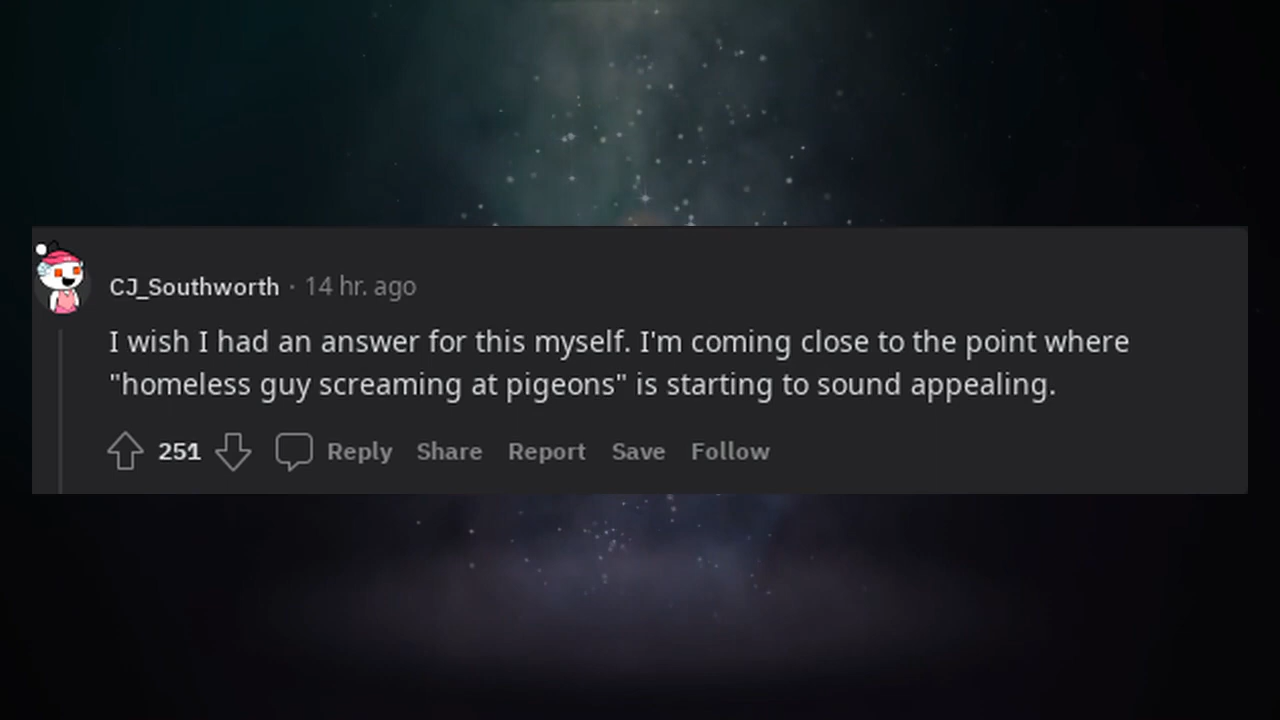 CJ_Southworth · 14 hr. ago
I wish I had an answer for this myself. I'm coming close to the point where
"homeless guy screaming at pigeons" is starting to sound appealing.
251 Reply Share Report Save Follow